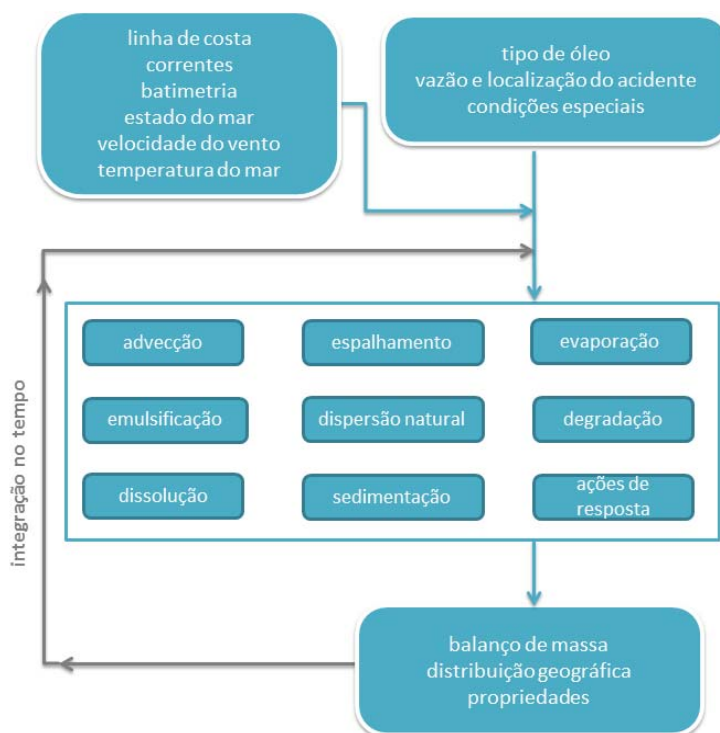 linha de costa
correntes
batimetria
estado do mar
velocidade do vento
temperatura do mar
tipo de óleo
vazão e localização do acidente
condições especiais
advecção
espalhamento
evaporação
emulsificação
dispersão natural
degradação
dissolução
sedimentação
ações de
resposta
integração no tempo
balanço de massa
distribuição geográfica
propriedades